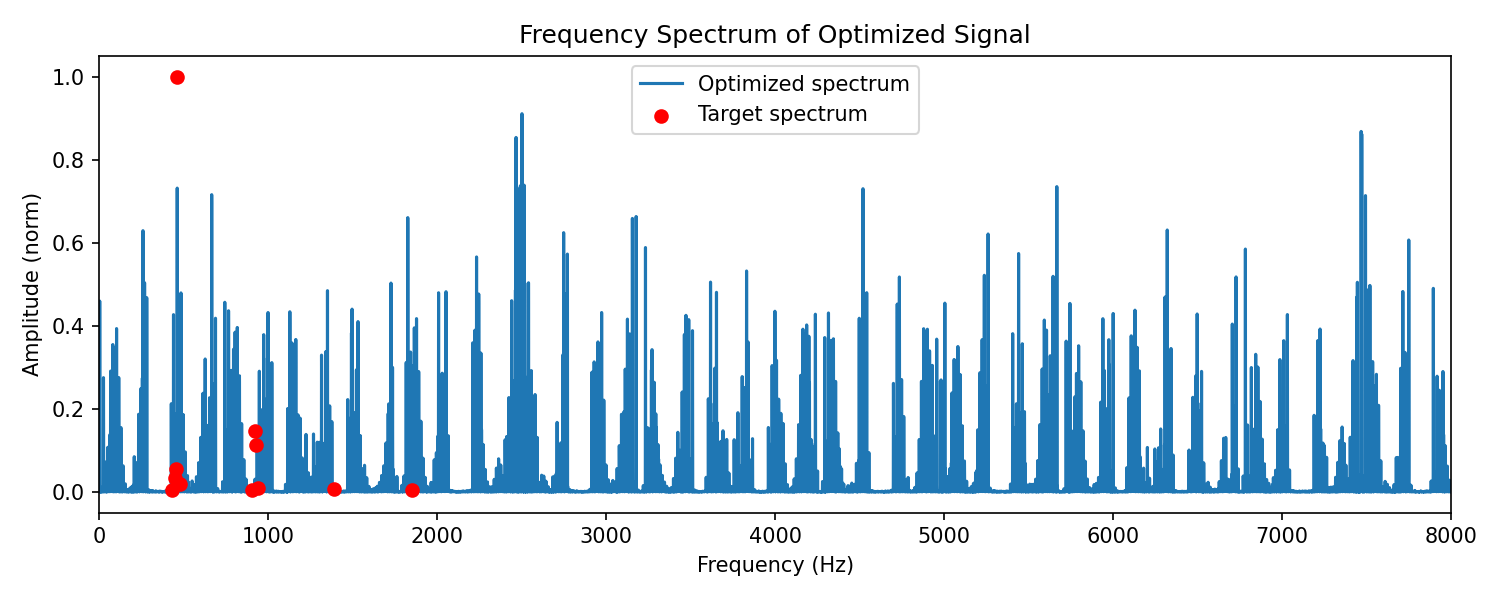 Frequency Spectrum of Optimized Signal
Optimized spectrum
Target spectrum
Amplitude (norm)
1.0
0.8
0.6
0.4
0.2
0.0
0 1000 2000 3000 4000 5000 6000 7000 8000
Frequency (Hz)